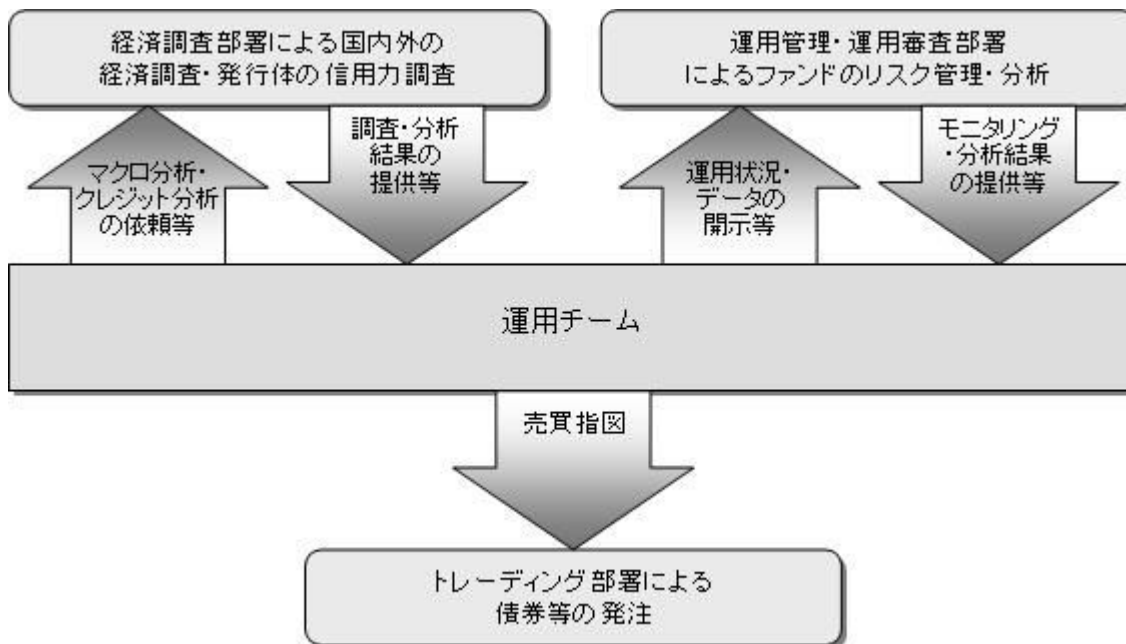 経済調査部署による国内外の
経済調査・発行体の信用力調査
運用管理・運用審査部署
によるファンドのリスク管理・分析
マクロ分析・
クレジット分析
の依頼等
調査・分析
結果の
提供等
運用状況・
データの
開示等
モニタリング
・分析結果
の提供等
運用チーム
売買指図
トレーディング部署による
債券等の発注